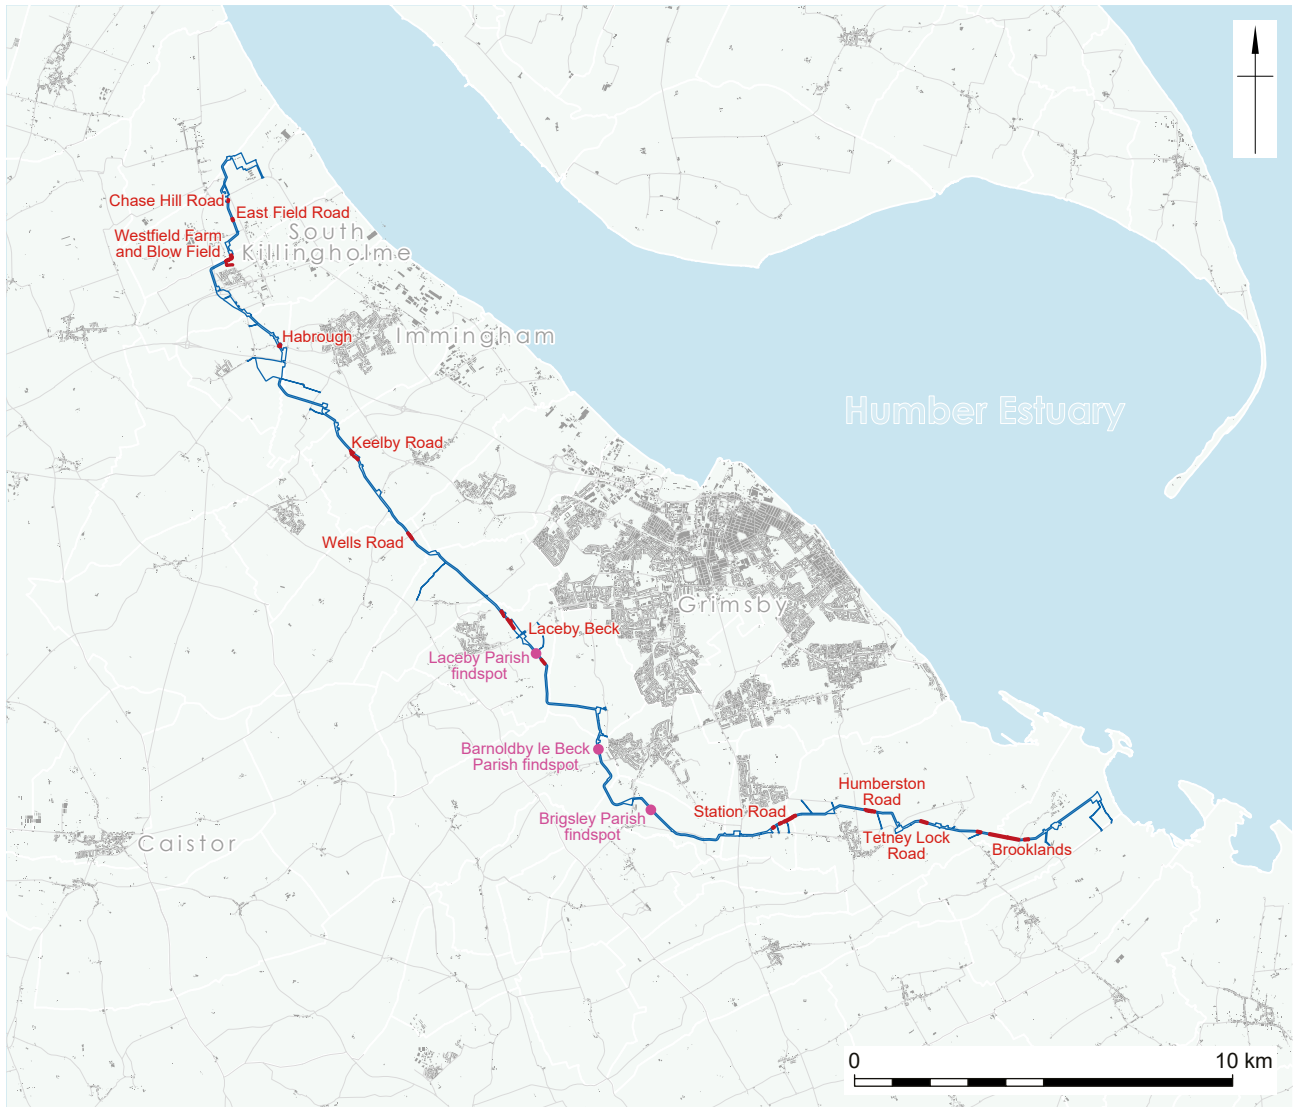 Chase Hill Road
East Field Road
Westfield Farm
and Blow Field
South
Killingholme
Habrough
Immingham
Humber Estuary
Keelby Road
Wells Road
Grimsby
Laceby Beck
Laceby Parish
findspot
Barnoldby le Beck
Parish findspot
Humberston
Road
Station Road
Brigsley Parish
findspot
Tetney Lock
Road
Brooklands
Caistor
0
10 km